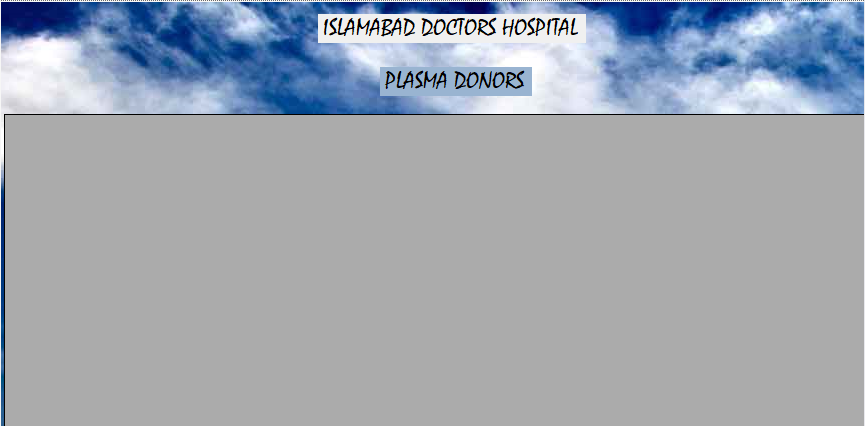 ISLAMABAD DOCTORS HOSPITAL
PLASMA DONORS